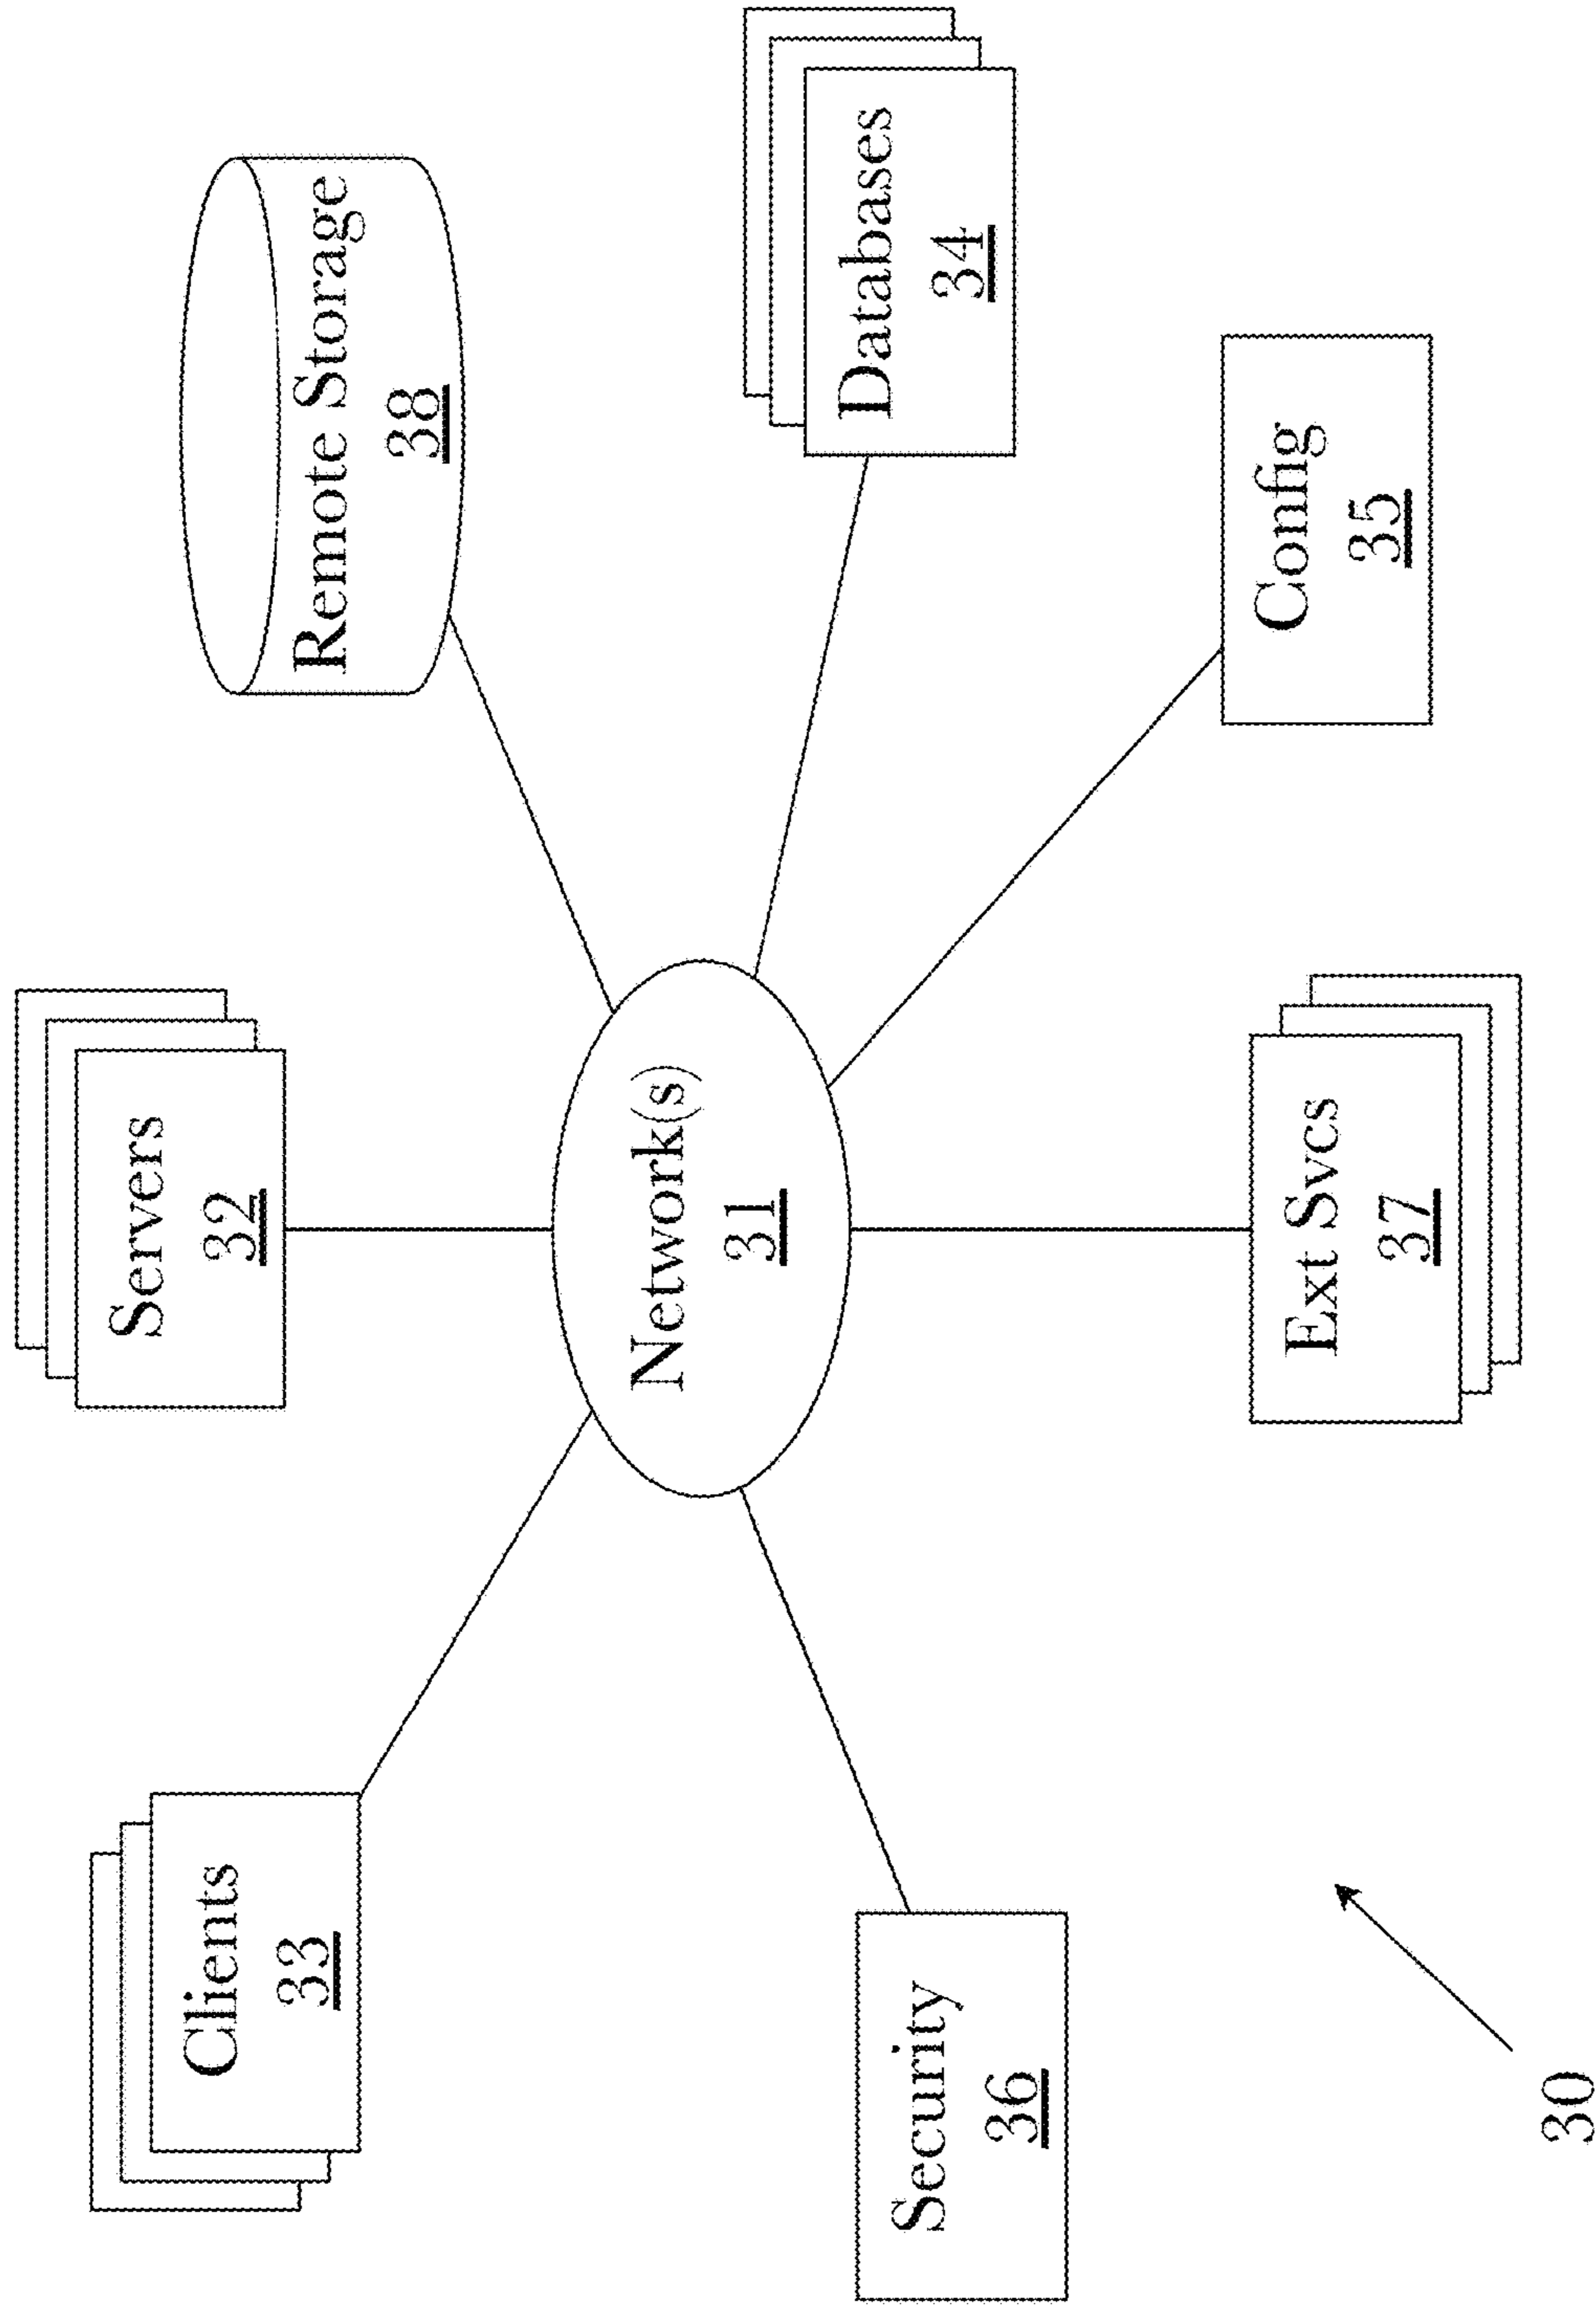 Servers
32
Clients
33
Remote Storage
38
Network(s)
31
Databases
34
Security
36
Ext Svcs
37
Config
35
30